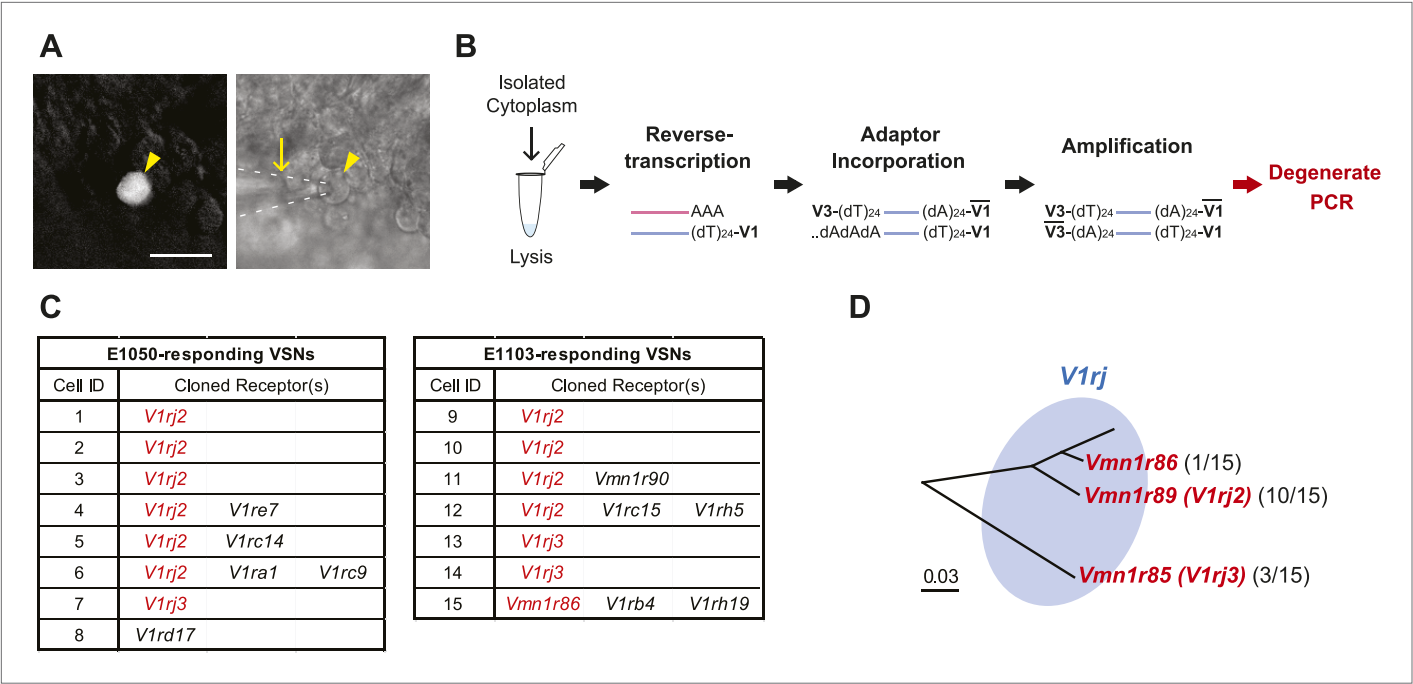 A
B
Isolated
Cytoplasm
Lysis
Reverse-
transcription
AAA
(dT)24-V1
Adaptor
Incorporation
V3-(dT)24 (dA)24-V1
..dAdAdA (dT)24-V1
Amplification
V3-(dT)24 (dA)24-V1
V3-(dA)24 (dT)24-V1
Degenerate
PCR
C
E1050-responding VSNs
Cell ID Cloned Receptor(s)
1 V1rj2
2 V1rj2
3 V1rj2
4 V1rj2 V1re7
5 V1rj2 V1rc14
6 V1rj2 V1ra1 V1rc9
7 V1rj3
8 V1rd17
E1103-responding VSNs
Cell ID Cloned Receptor(s)
9 V1rj2
10 V1rj2
11 V1rj2 Vmn1r90
12 V1rj2 V1rc15 V1rh5
13 V1rj3
14 V1rj3
15 Vmn1r86 V1rb4 V1rh19
D
V1rj
Vmn1r86 (1/15)
Vmn1r89 (V1rj2) (10/15)
Vmn1r85 (V1rj3) (3/15)
0.03